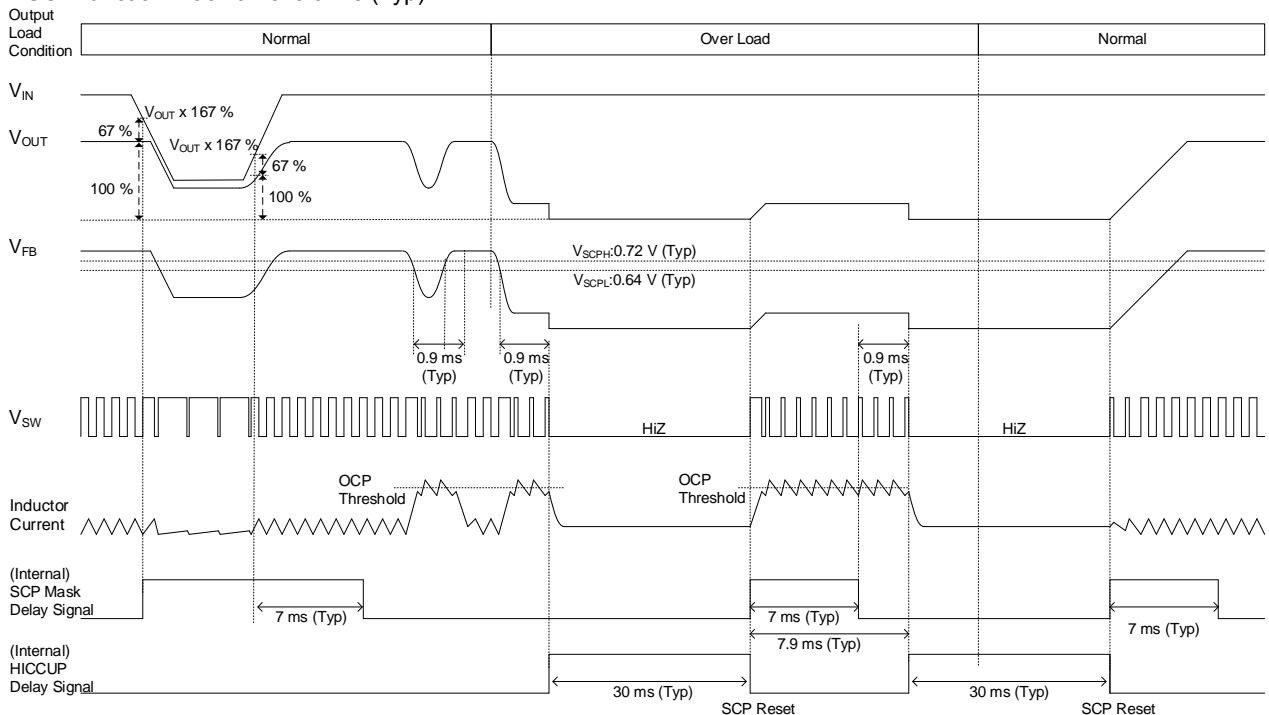 (Typ)
Output
Load
Condition
Normal
Over Load
Normal
VIN
VOUT x 167 %
67 %
VOUT
VOUT x 167 %
67 %
100 %
100 %
VFB
VSCPH:0.72 V (Typ)
VSCPL:0.64 V (Typ)
0.9 ms
(Typ)
0.9 ms
(Typ)
0.9 ms
(Typ)
VSW
HiZ
HiZ
OCP
Threshold
OCP
Threshold
Inductor
Current
(Internal)
SCP Mask
Delay Signal
7 ms (Typ)
7 ms (Typ)
7 ms (Typ)
7.9 ms (Typ)
(Internal)
HICCUP
Delay Signal
30 ms (Typ)
30 ms (Typ)
SCP Reset
SCP Reset